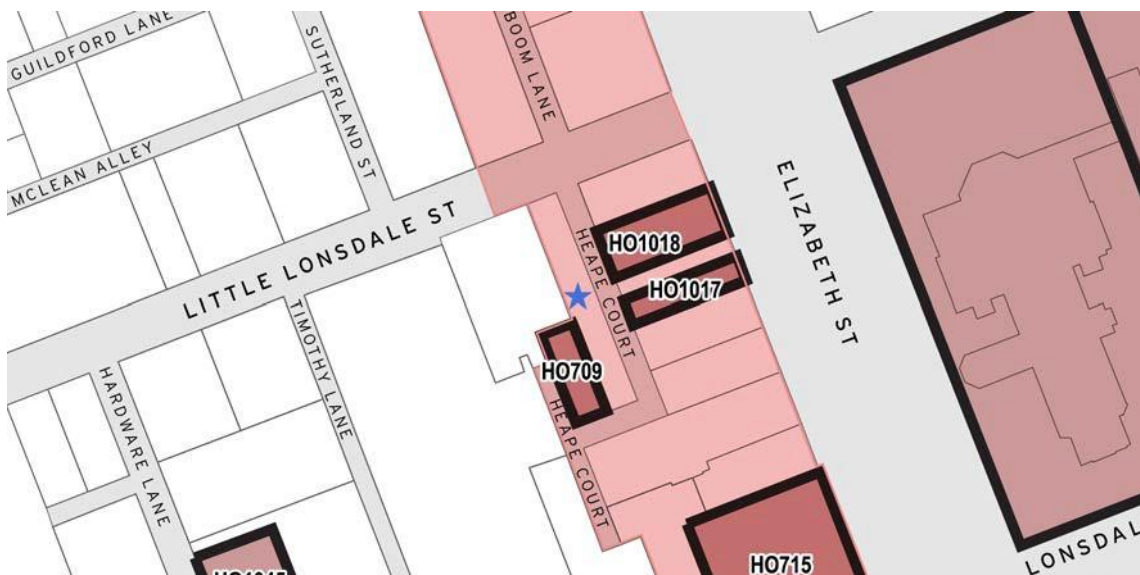 GUILDFORD LANE
SUTHERLAND ST
BOOM LANE
MCLEAN ALLEY
LITTLE LONSDALE ST
HEAPE COURT
HO1018
HO1017
ELIZABETH ST
TIMOTHY LANE
HARDWARE LANE
HO709
HEAPE COURT
HO715